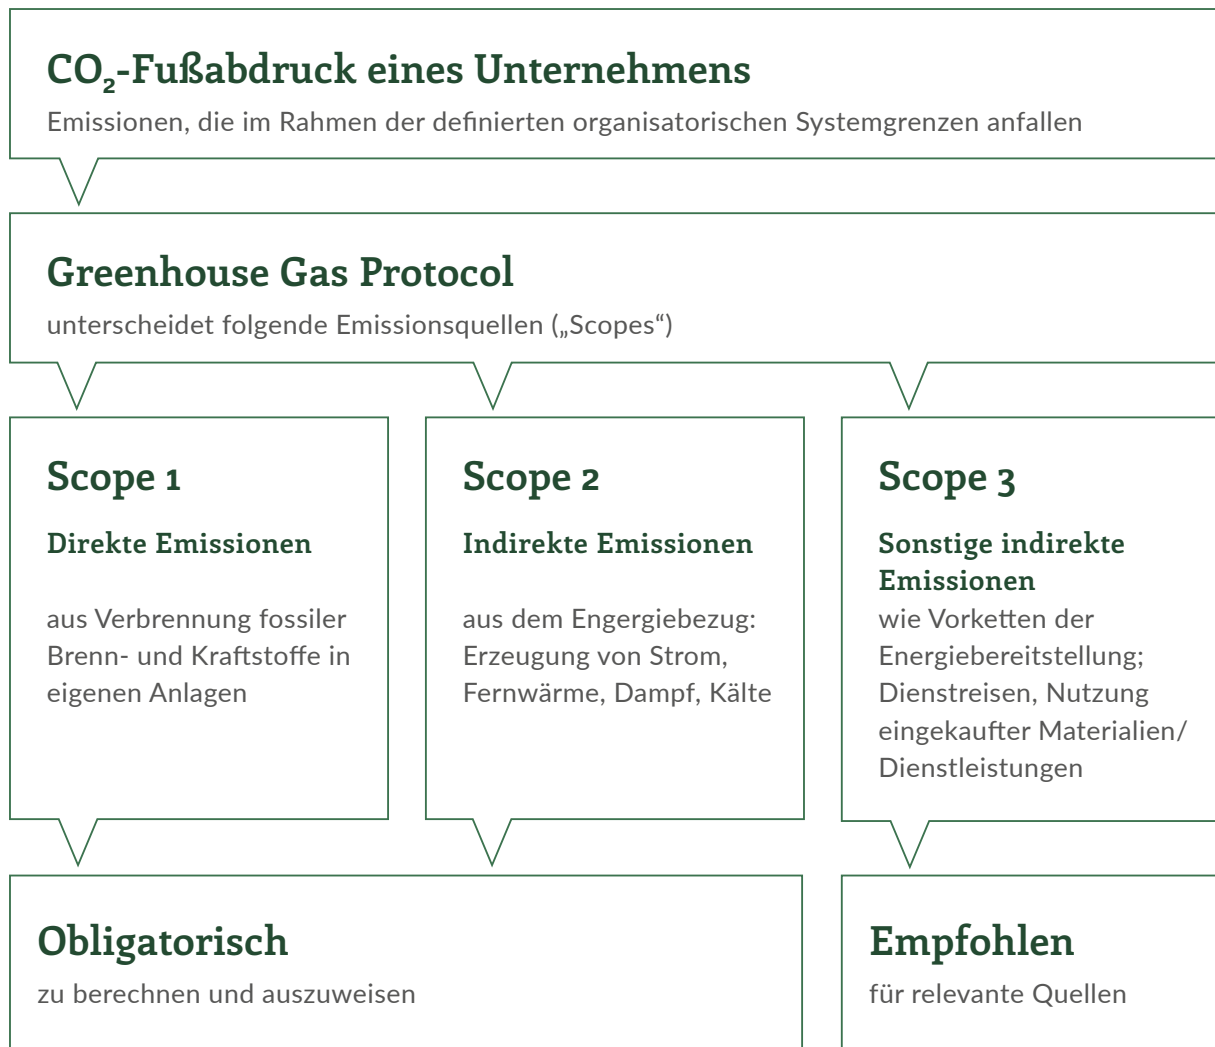 CO₂-Fußabdruck eines Unternehmens
Emissionen, die im Rahmen der definierten organisatorischen Systemgrenzen anfallen
Greenhouse Gas Protocol
unterscheidet folgende Emissionsquellen („Scopes“)
Scope 1
Direkte Emissionen
aus Verbrennung fossiler
Brenn- und Kraftstoffe in
eigenen Anlagen
Scope 2
Indirekte Emissionen
aus dem Engergiebezug:
Erzeugung von Strom,
Fernwärme, Dampf, Kälte
Scope 3
Sonstige indirekte
Emissionen
wie Vorketten der
Energiebereitstellung;
Dienstreisen, Nutzung
eingekaufter Materialien/
Dienstleistungen
Obligatorisch
zu berechnen und auszuweisen
Empfohlen
für relevante Quellen